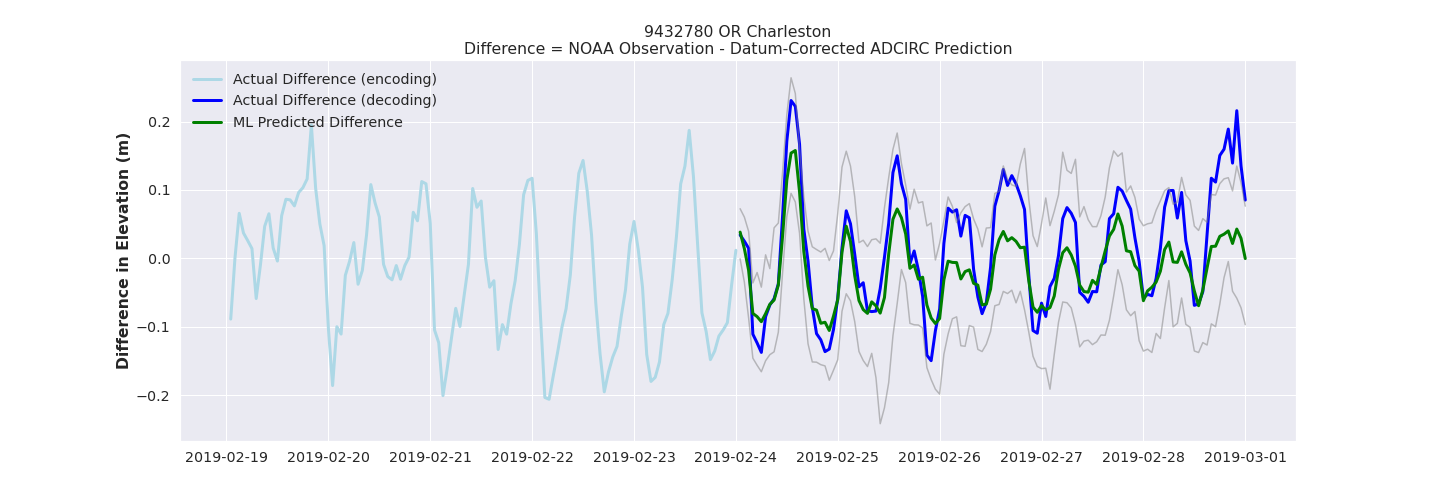 9432780 OR Charleston
Difference = NOAA Observation - Datum-Corrected ADCIRC Prediction
Actual Difference (encoding)
Actual Difference (decoding)
ML Predicted Difference
Difference in Elevation (m)
0.2
0.1
0.0
−0.1
−0.2
2019-02-19 2019-02-20 2019-02-21 2019-02-22 2019-02-23 2019-02-24 2019-02-25 2019-02-26 2019-02-27 2019-02-28 2019-03-01